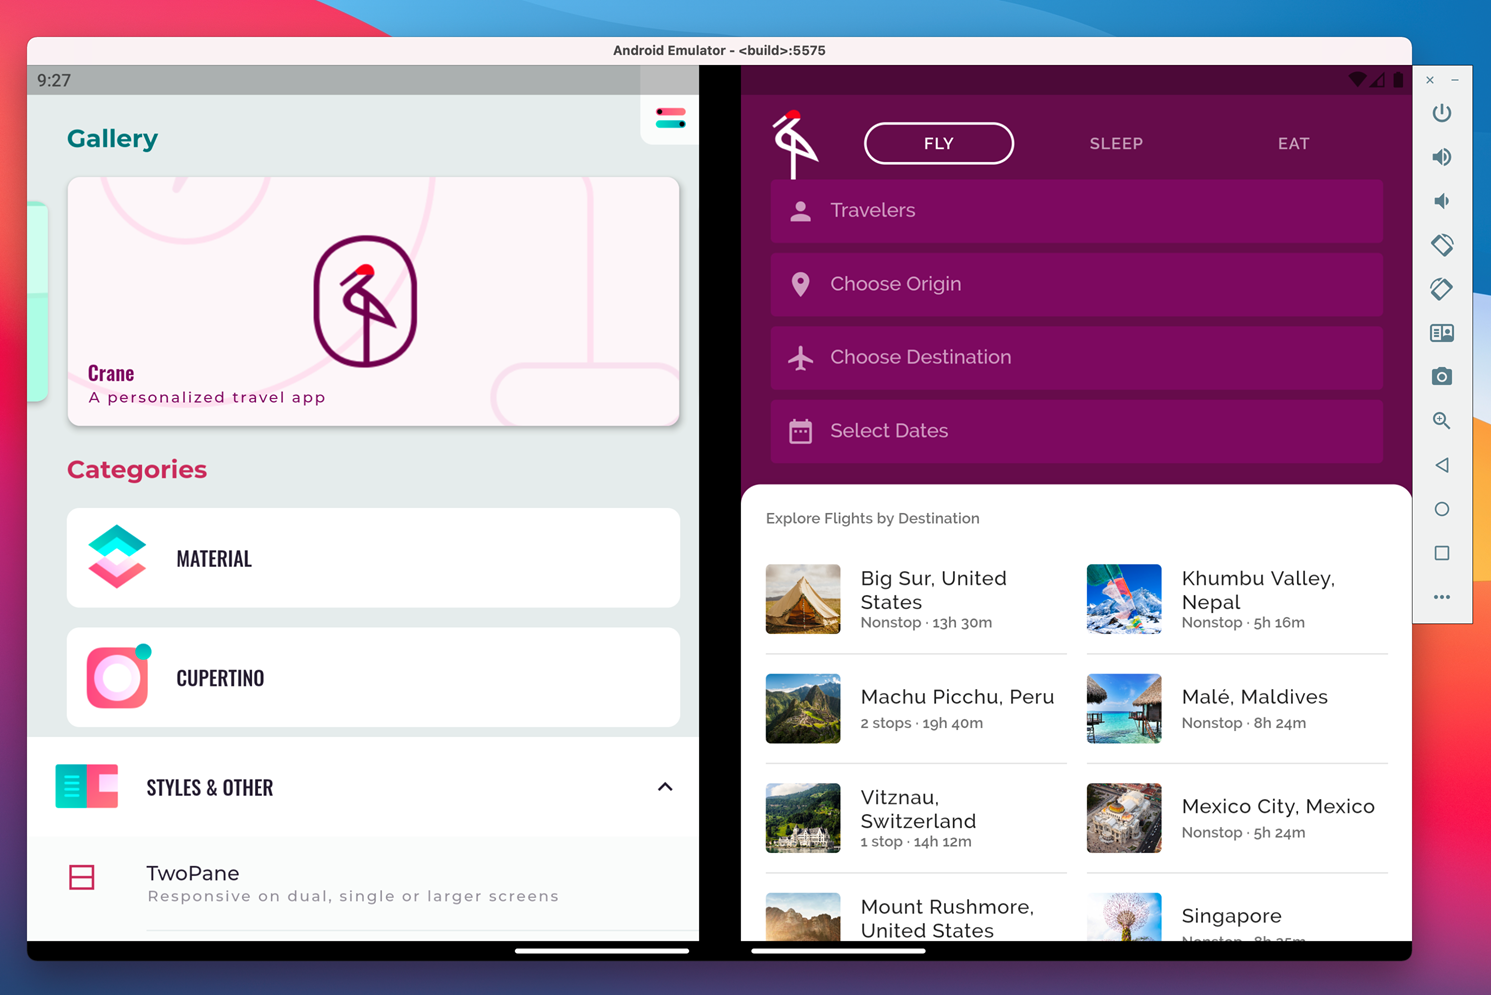 Android Emulator - <build>:5575
9:27
Gallery
Crane
A personalized travel app
Categories
MATERIAL
CUPERTINO
STYLES & OTHER
TwoPane
Responsive on dual, single or larger screens
FLY
SLEEP
EAT
Travelers
Choose Origin
Choose Destination
Select Dates
Explore Flights by Destination
Big Sur, United
States
Nonstop · 13h 30m
Khumbu Valley,
Nepal
Nonstop · 5h 16m
Machu Picchu, Peru
2 stops · 19h 40m
Malé, Maldives
Nonstop · 8h 24m
Vitznau,
Switzerland
1 stop · 14h 12m
Mexico City, Mexico
Nonstop · 5h 24m
Mount Rushmore,
United States
Singapore
Nonstop · 8h 25m